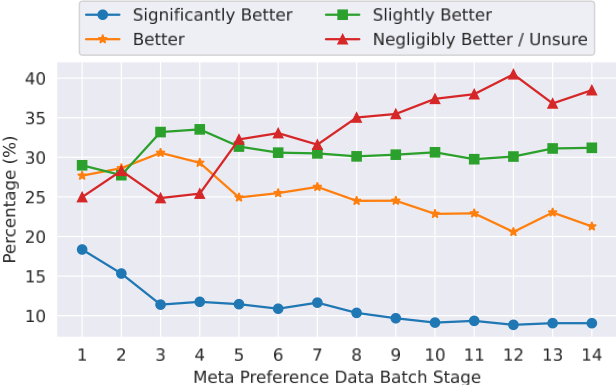 Significantly Better
Slightly Better
Better
Negligibly Better / Unsure
Percentage (%)
40
35
30
25
20
15
10
1 2 3 4 5 6 7 8 9 10 11 12 13 14
Meta Preference Data Batch Stage